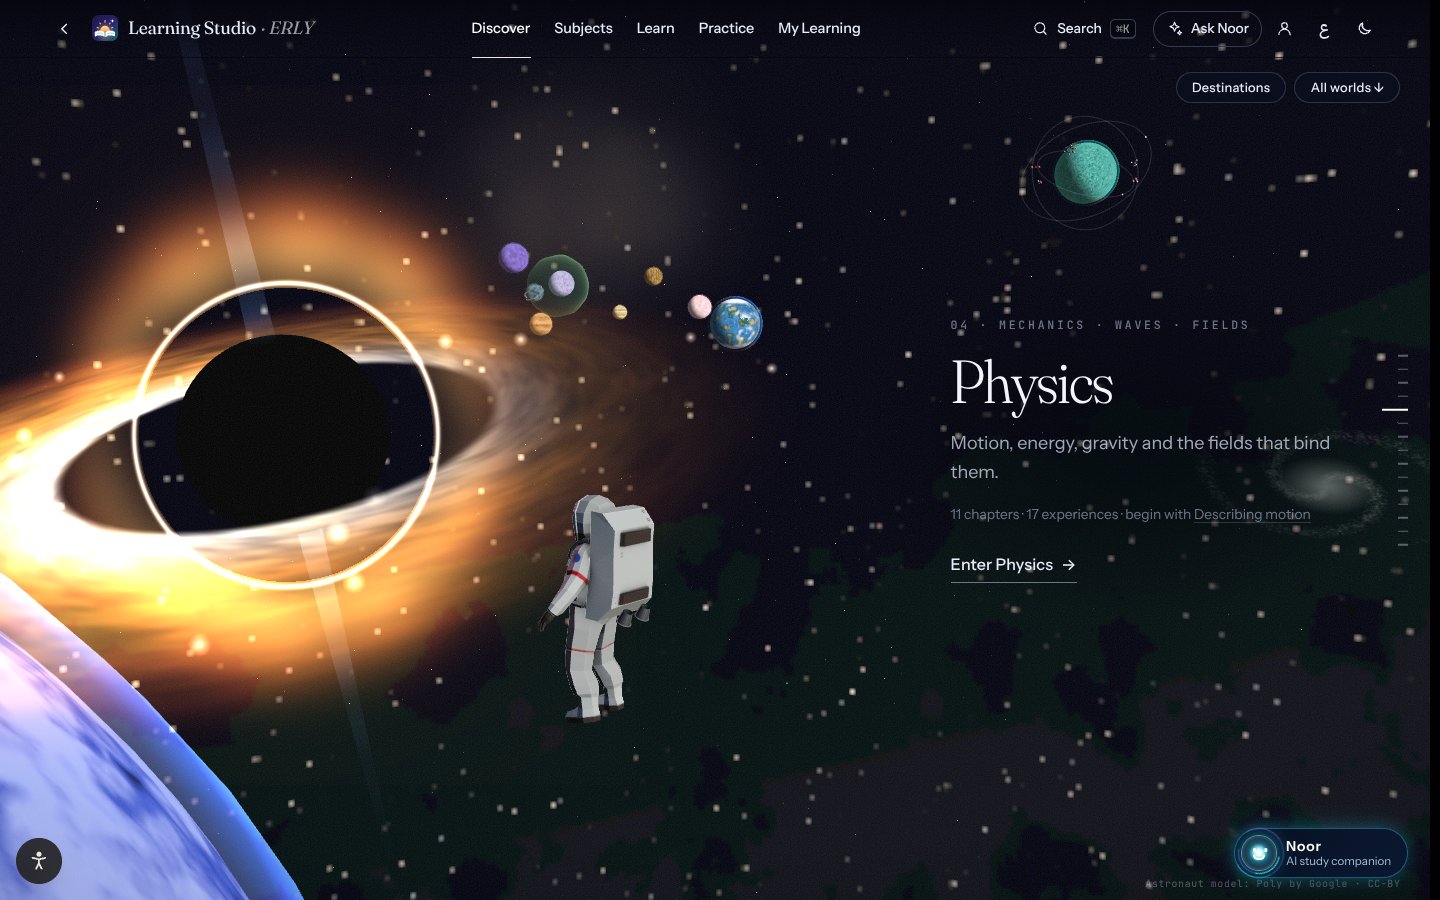 Learning Studio · ERLY
Discover Subjects Learn Practice My Learning
Search ⌘K
Ask Noor
ع
Destinations
All worlds ↓
04 · MECHANICS · WAVES · FIELDS
Physics
Motion, energy, gravity and the fields that bind
them.
11 chapters · 17 experiences · begin with Describing motion
Enter Physics →
Noor
AI study companion
Astronaut model: Poly by Google · CC-BY